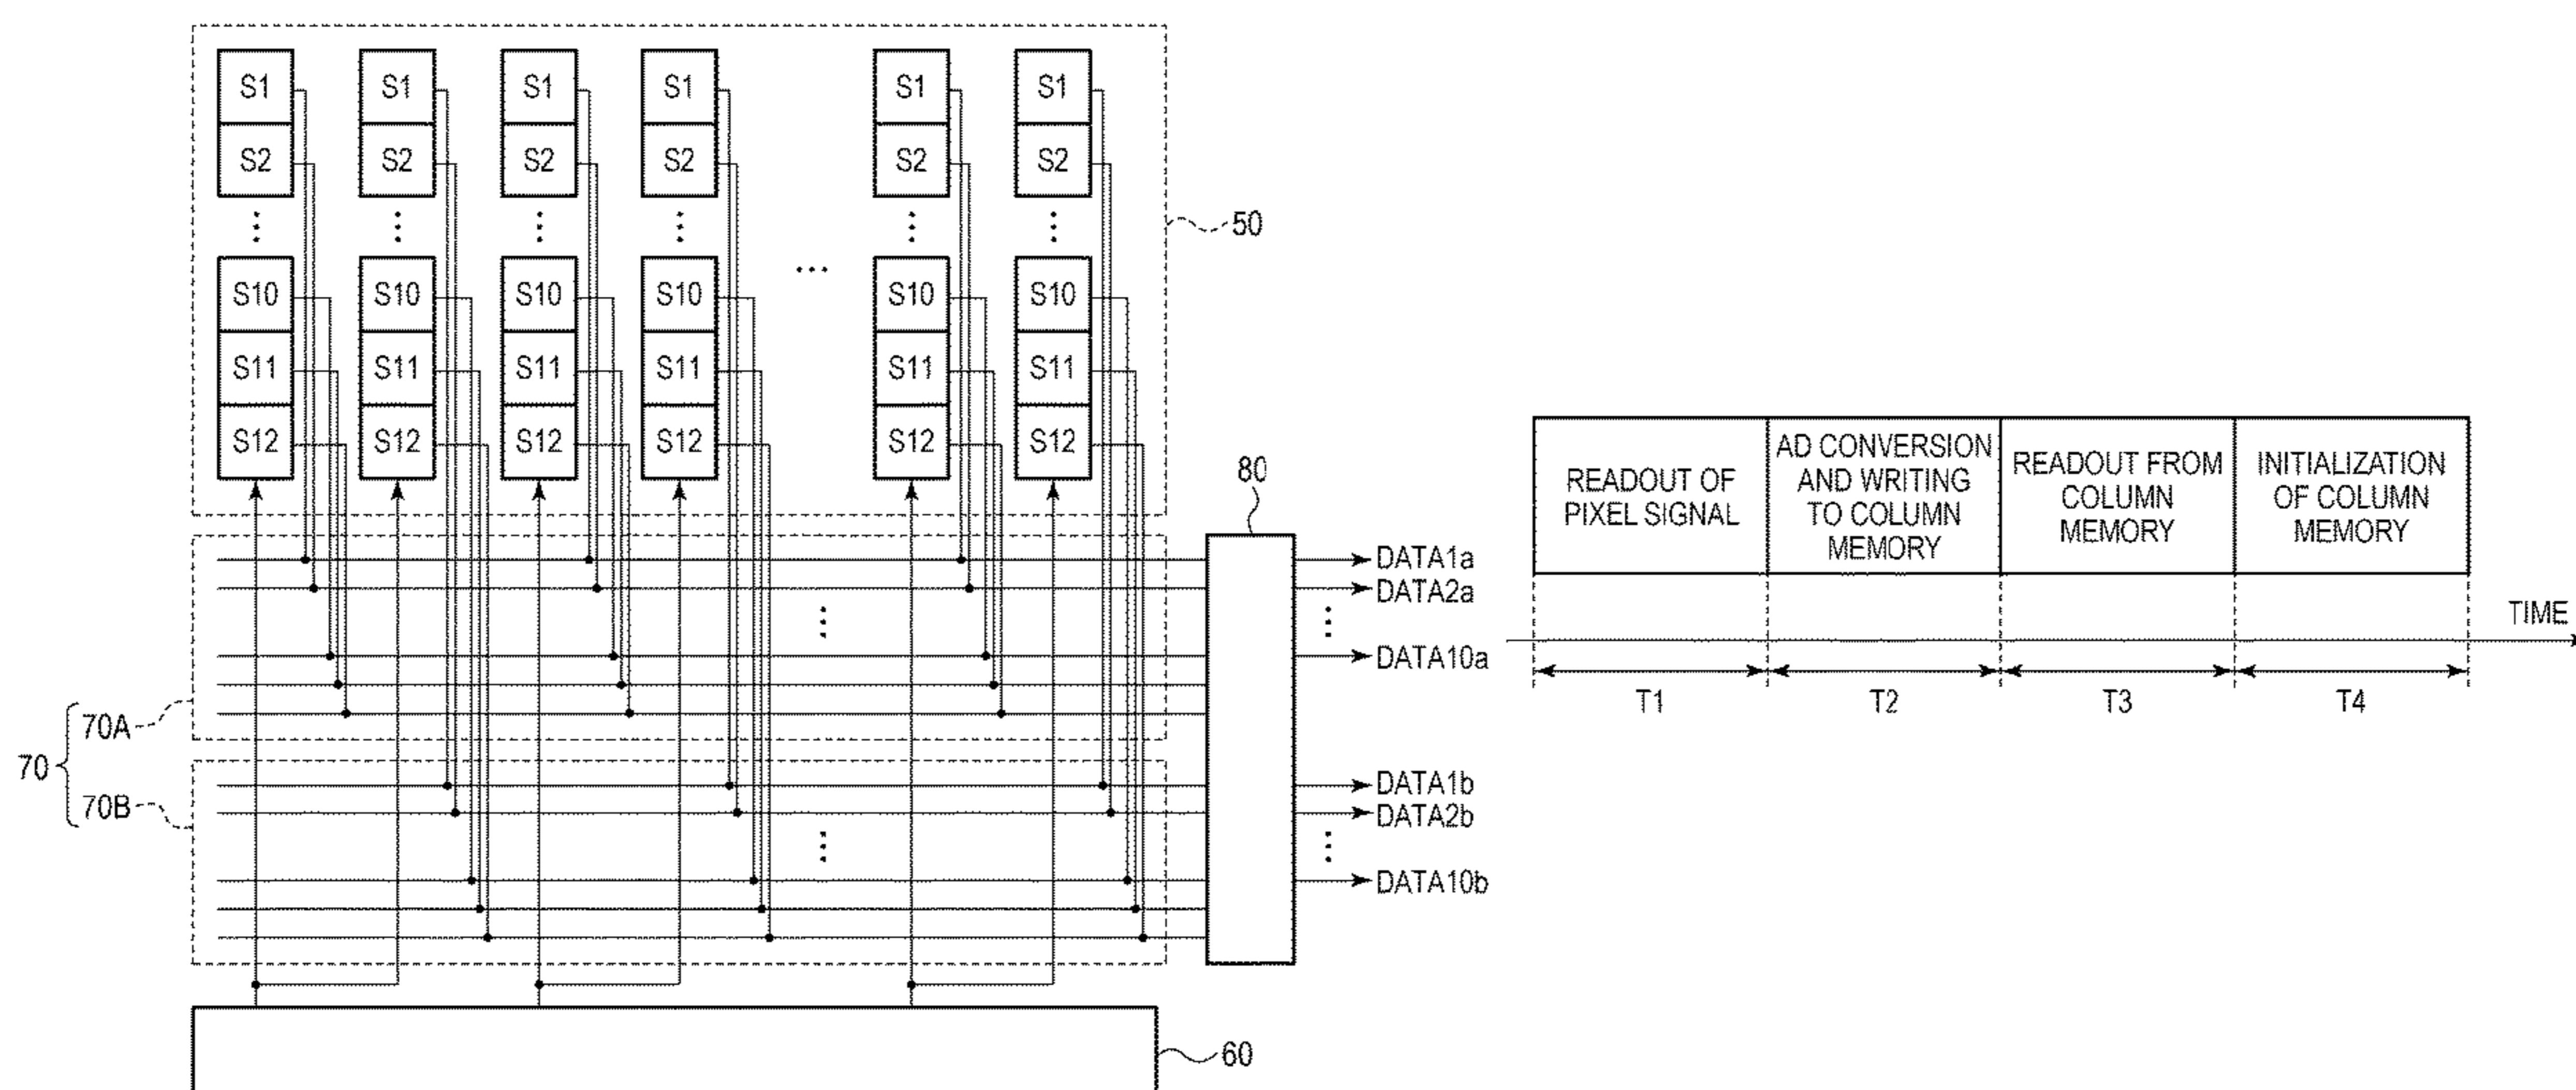 S1 S1 S1 S1 S1 S1
S2 S2 S2 S2 S2 S2
50
S10 S10 S10 S10 S10 S10
S11 S11 S11 S11 S11 S11
S12 S12 S12 S12 S12 S12
80
DATA1a
DATA2a
DATA10a
70A
70
70B
DATA1b
DATA2b
DATA10b
60
READOUT OF
PIXEL SIGNAL
AD CONVERSION
AND WRITING
TO COLUMN
MEMORY
READOUT FROM
COLUMN
MEMORY
INITIALIZATION
OF COLUMN
MEMORY
TIME
T1 T2 T3 T4